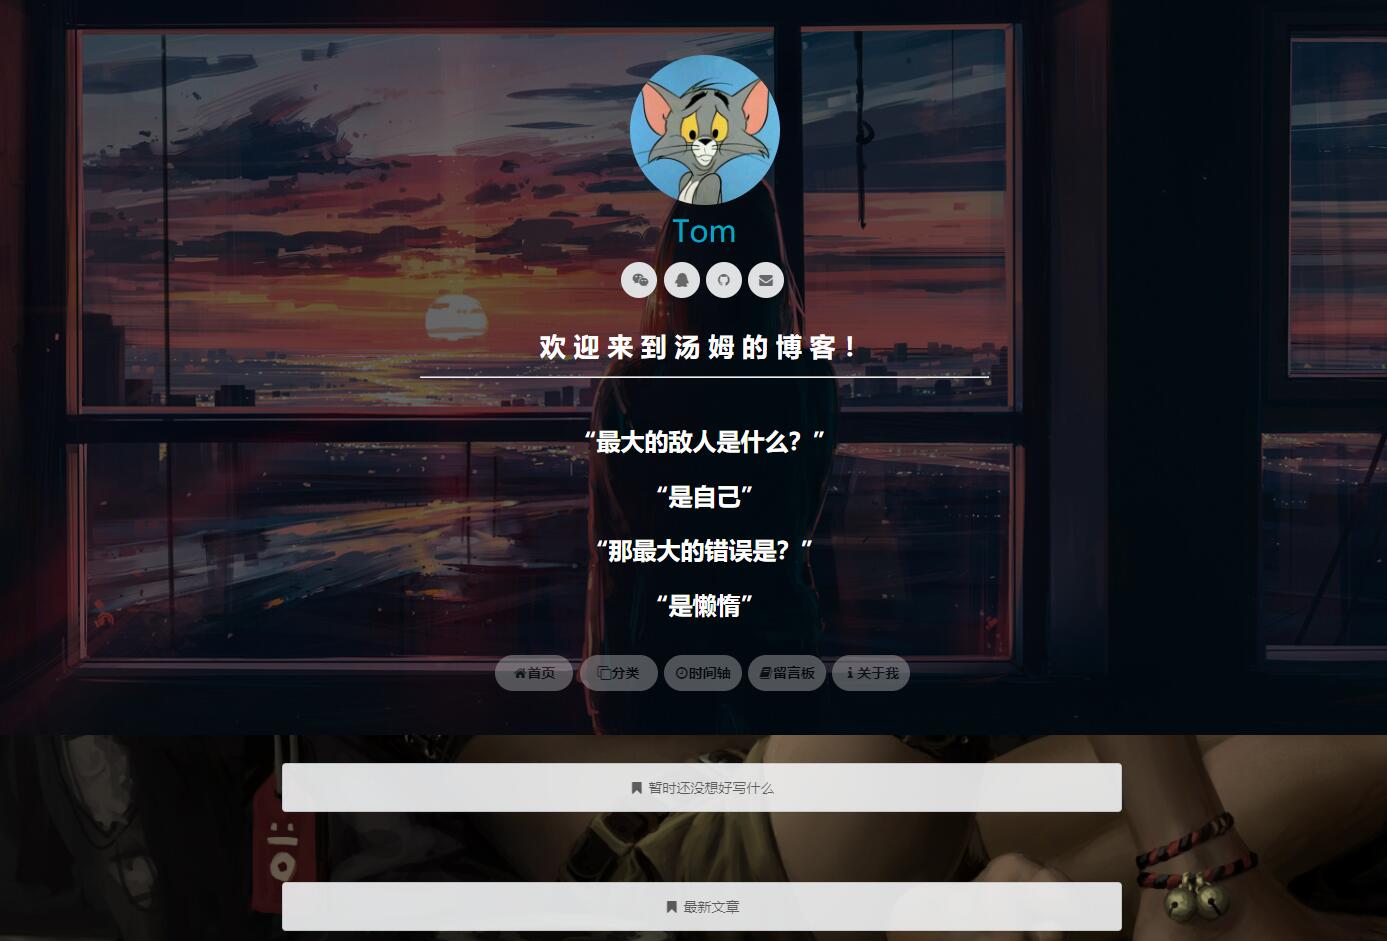 Tom
欢迎来到汤姆的博客！
“最大的敌人是什么？”
“是自己”
“那最大的错误是？”
“是懒惰”
首页 分类 时间轴 留言板 关于我
暂时还没想好写什么
最新文章